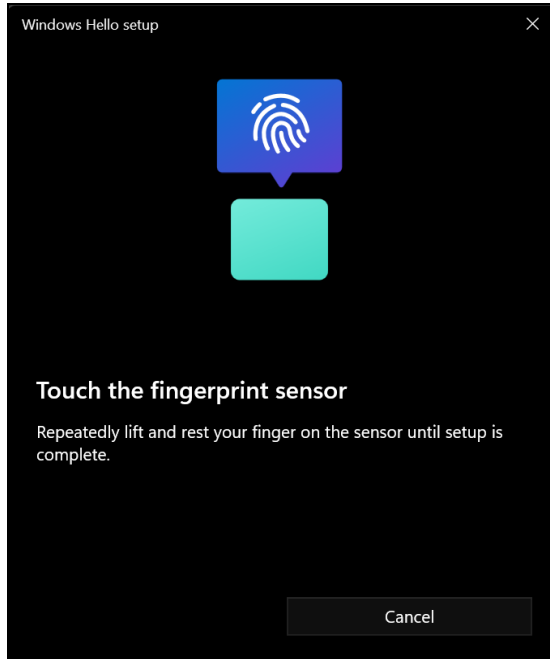 Windows Hello setup
Touch the fingerprint sensor
Repeatedly lift and rest your finger on the sensor until setup is
complete.
Cancel